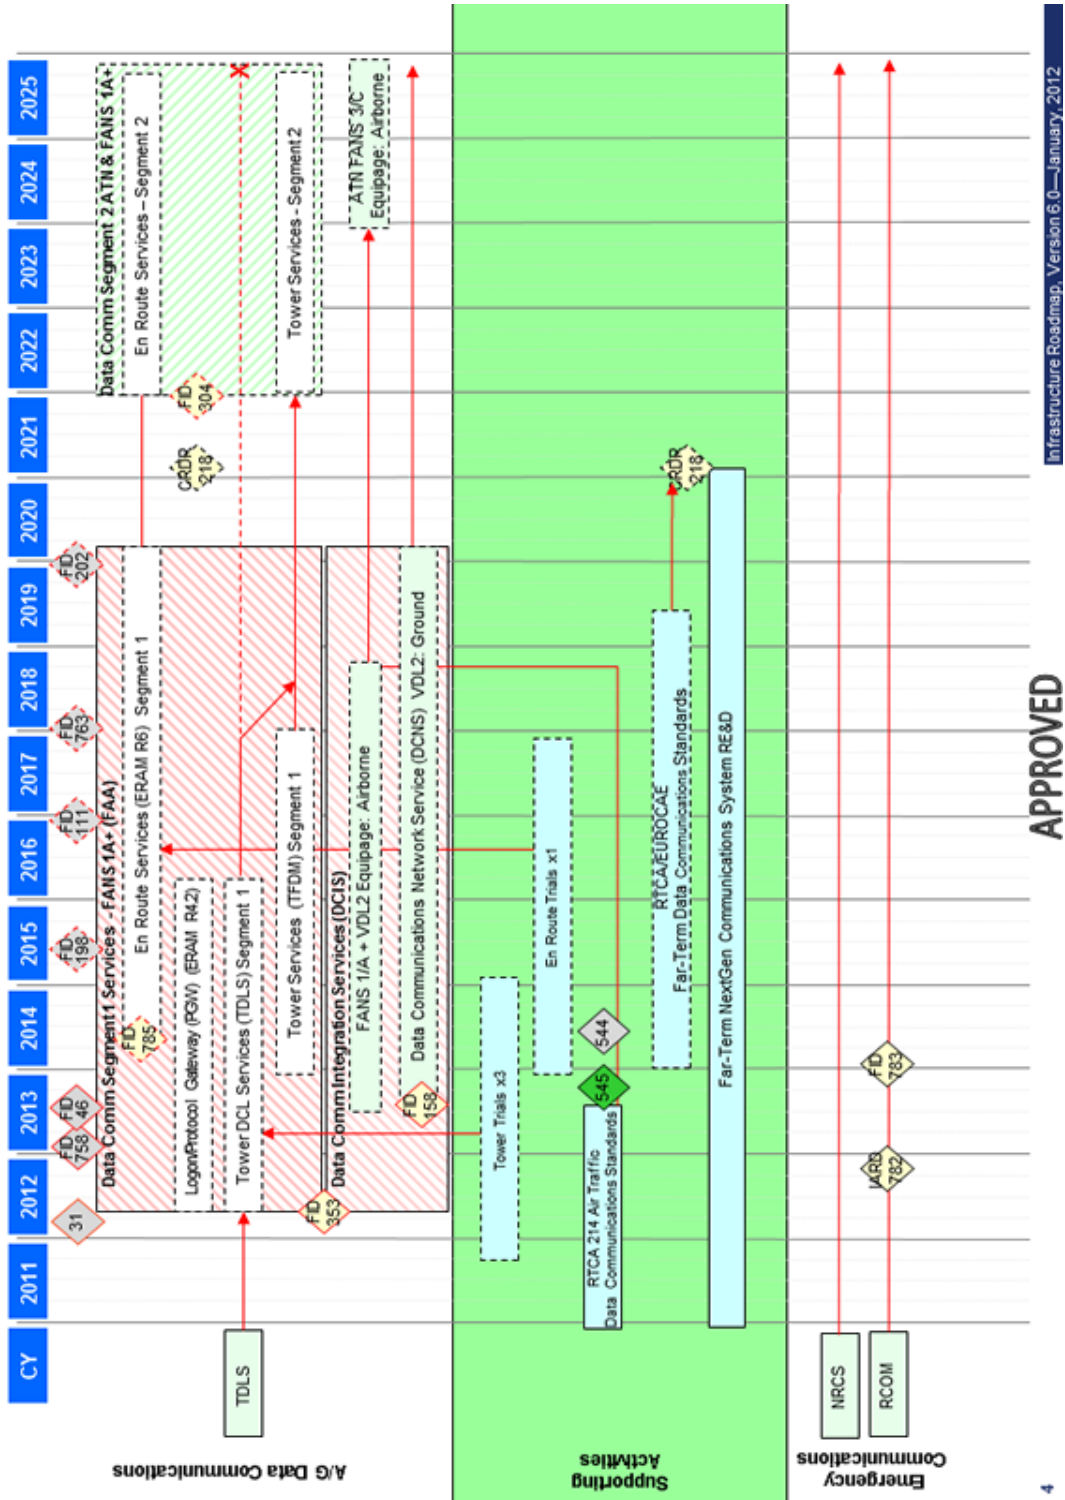 CY
2011
2012
2013
2014
2015
2016
2017
2018
2019
2020
2021
2022
2023
2024
2025
31
FID
758
FID
46
FID
198
FID
111
FID
763
FID
202
A/G Data Communications
TDLS
Data Comm Segment 1 Services - FANS 1A+ (FAA)
FID
785
En Route Services (ERAM R6) Segment 1
Logon/Protocol Gateway (PGW) (ERAM R4.2)
Tower DCL Services (TDLS) Segment 1
Tower Services (TFDM) Segment 1
CRDR
218
FID
304
Data Comm Segment 2 ATN & FANS 1A+
En Route Services – Segment 2
X
Tower Services - Segment 2
FID
353
Data Comm Integration Services (DCIS)
FANS 1/A + VDL2 Equipage: Airborne
FID
158
Data Communications Network Service (DCNS) VDL2: Ground
ATN FANS 3/C
Equipage: Airborne
Supporting
Activities
Tower Trials x3
En Route Trials x1
RTCA 214 Air Traffic
Data Communications Standards
545
544
RTCA/EUROCAE
Far-Term Data Communications Standards
CRDR
218
Far-Term NextGen Communications System RE&D
Emergency
Communications
NRCS
RCOM
IARD
782
FID
783
4
APPROVED
Infrastructure Roadmap, Version 6.0—January, 2012